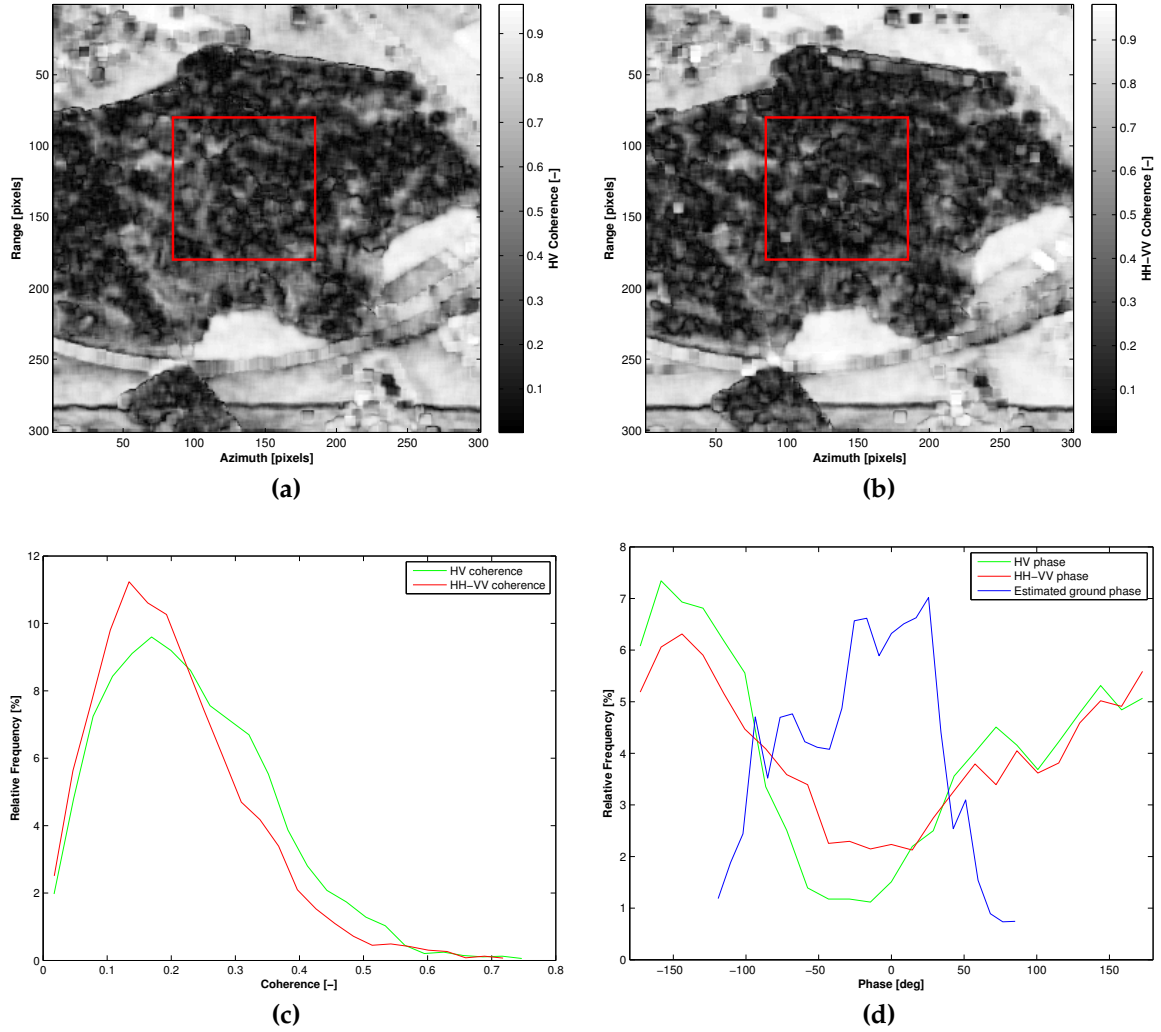 50
100
150
200
250
300
Range [pixels]
50 100 150 200 250 300
Azimuth [pixels]
0.9
0.8
0.7
0.6
0.5
0.4
0.3
0.2
0.1
HV Coherence [−]
(a)
50
100
150
200
250
300
Range [pixels]
50 100 150 200 250 300
Azimuth [pixels]
0.9
0.8
0.7
0.6
0.5
0.4
0.3
0.2
0.1
HH−VV Coherence [−]
(b)
12
10
8
6
4
2
0
Relative Frequency [%]
HV coherence
HH−VV coherence
0 0.1 0.2 0.3 0.4 0.5 0.6 0.7 0.8
Coherence [−]
(c)
8
7
6
5
4
3
2
1
0
Relative Frequency [%]
HV phase
HH−VV phase
Estimated ground phase
−150 −100 −50 0 50 100 150
Phase [deg]
(d)